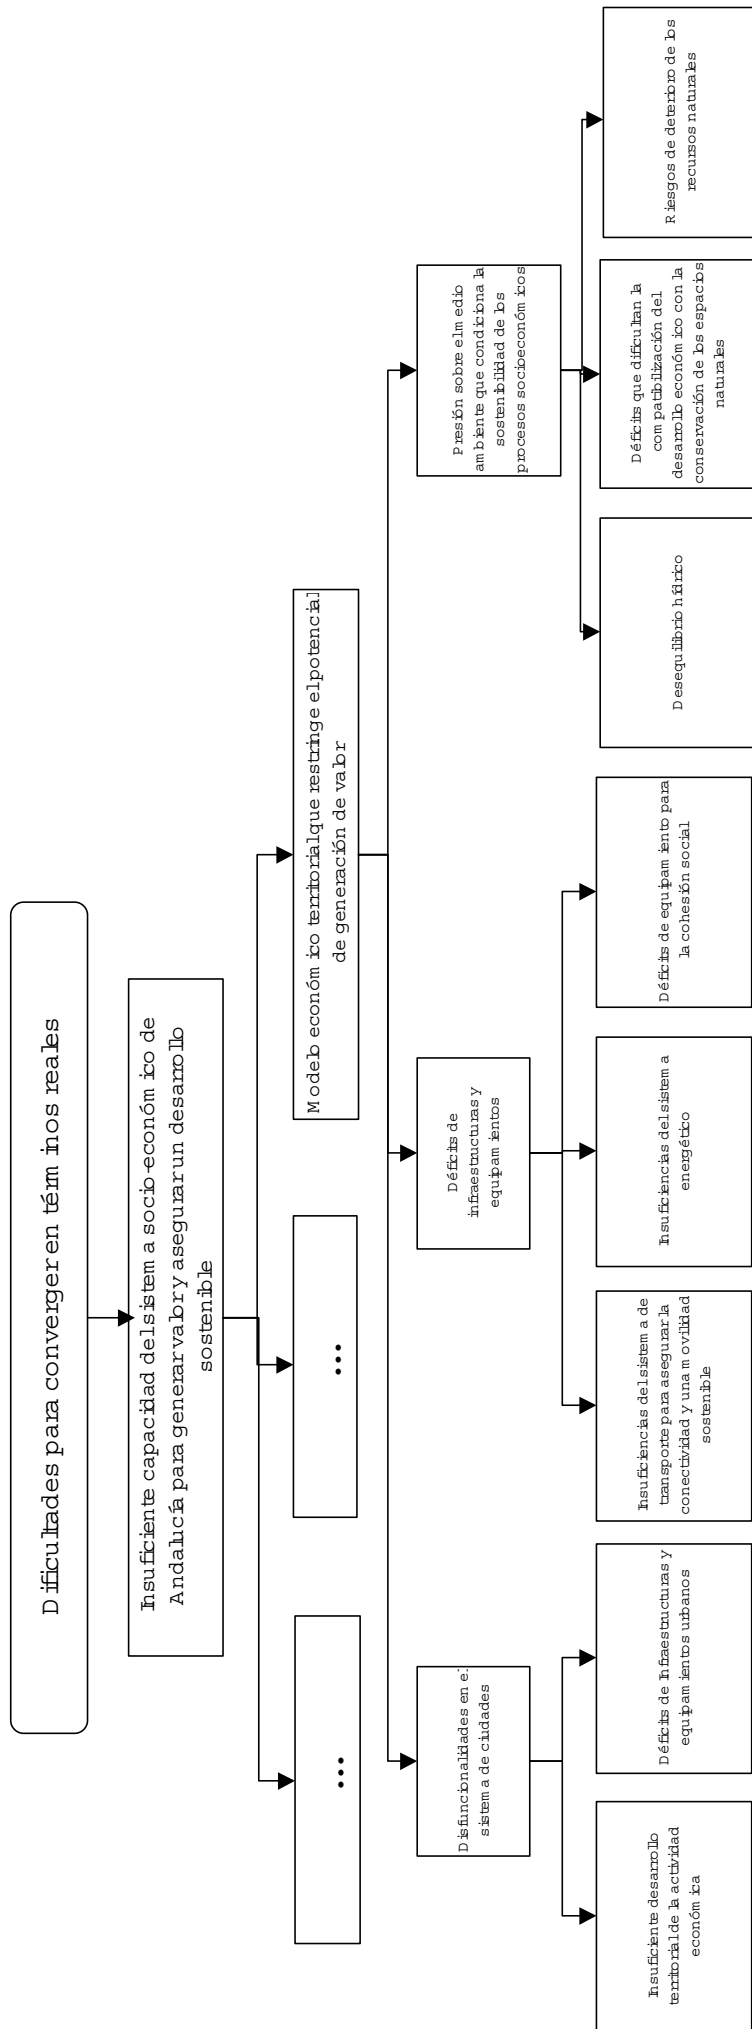 Dificultades para converger en términos reales
Insuficiente capacidad del sistema socio-económico de
Andalucía para generar valor y asegurar un desarrollo
sostenible
...
...
Modelo económico territorial que restringe el potencial
de generación de valor
Disfuncionalidades en el
sistema de ciudades
Déficits de
infraestructuras y
equipamientos
Presión sobre el medio
ambiente que condiciona la
sostenibilidad de los
procesos socioeconómicos
Insuficiente desarrollo
territorial de la actividad
económica
Déficits de Infraestructuras y
equipamientos urbanos
Insuficiencias del sistema de
transporte para asegurar la
conectividad y una movilidad
sostenible
Insuficiencias del sistema
energético
Déficits de equipamiento para
la cohesión social
Desequilibrio hídrico
Déficits que dificultan la
compatibilización del
desarrollo económico con la
conservación de los espacios
naturales
Riesgos de deterioro de los
recursos naturales